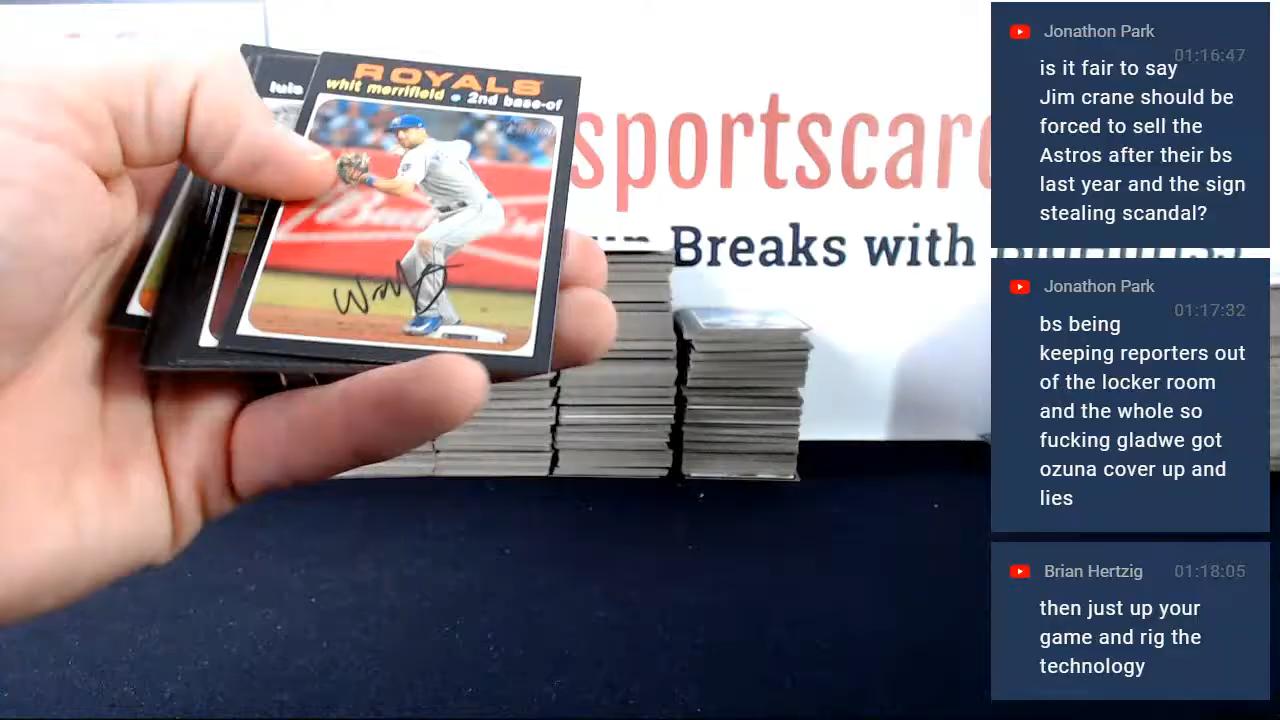 ROYALS
whit merrifield • 2nd base-of
luis
sportscar
Breaks with
Jonathon Park
01:16:47
is it fair to say
Jim crane should be
forced to sell the
Astros after their bs
last year and the sign
stealing scandal?
Jonathon Park
01:17:32
bs being
keeping reporters out
of the locker room
and the whole so
fucking gladwe got
ozuna cover up and
lies
Brian Hertzig
01:18:05
then just up your
game and rig the
technology